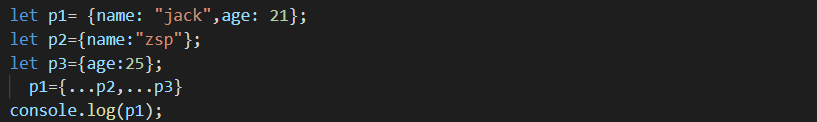 let p1= {name: "jack",age: 21};
let p2={name:"zsp"};
let p3={age:25};
p1={...p2,...p3}
console.log(p1);